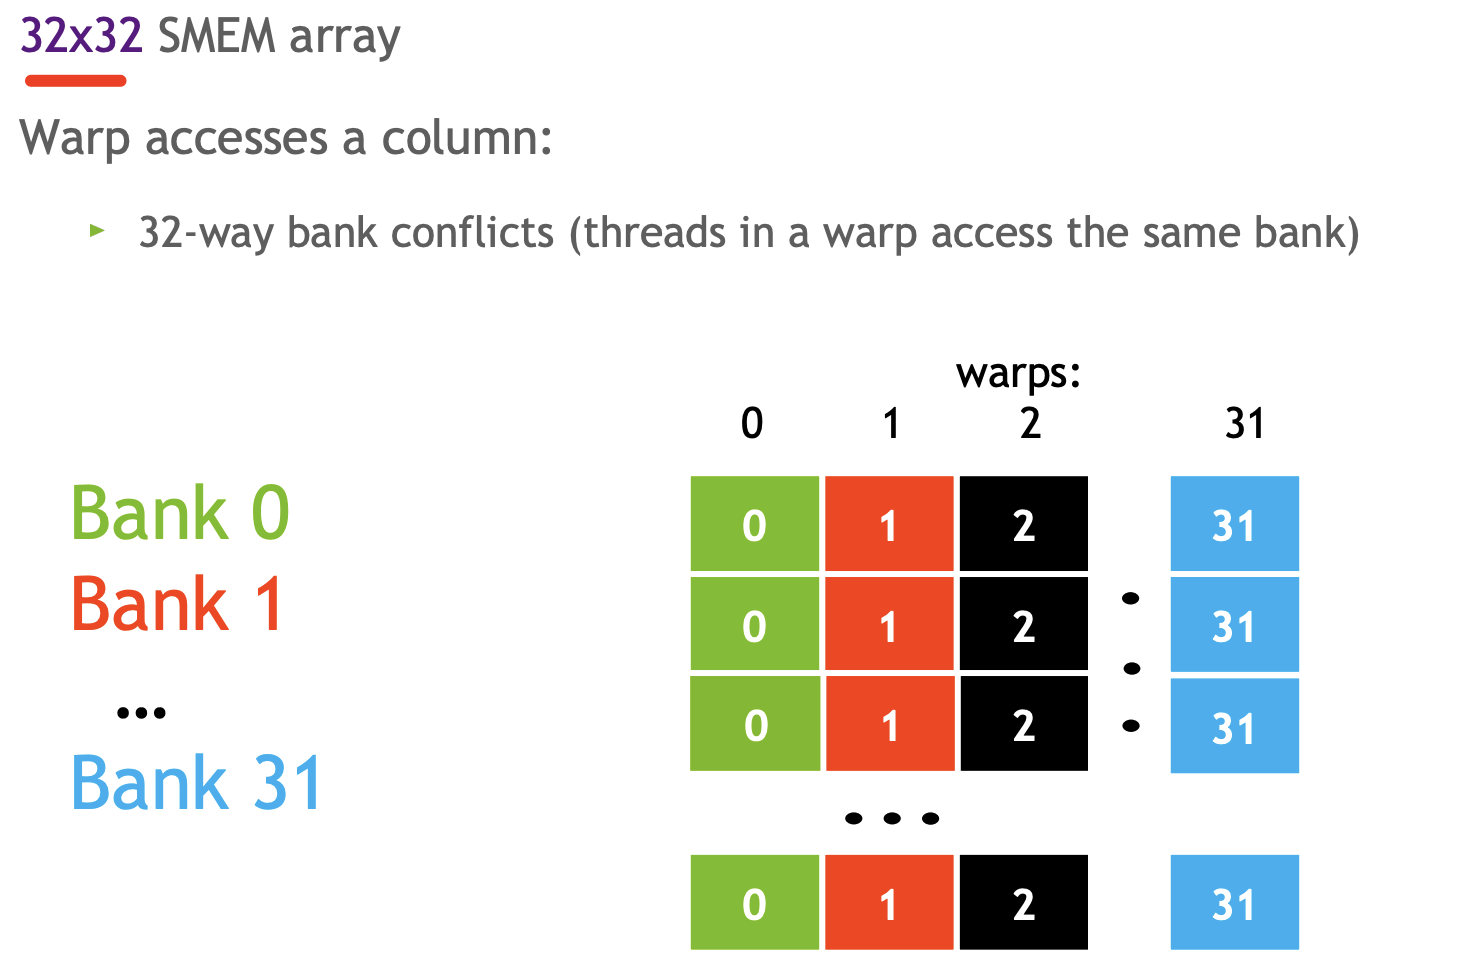 32x32 SMEM array
Warp accesses a column:
32-way bank conflicts (threads in a warp access the same bank)
warps:
0 1 2 31
Bank 0
Bank 1
...
Bank 31
0 1 2 31
0 1 2 31
0 1 2 31
...
0 1 2 31